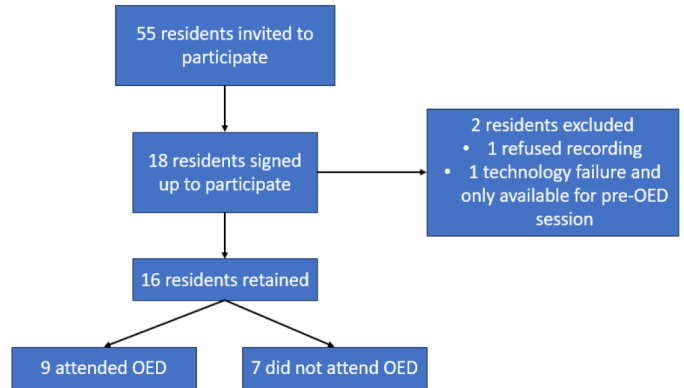 55 residents invited to
participate
18 residents signed
up to participate
2 residents excluded
• 1 refused recording
• 1 technology failure and
only available for pre-OED
session
16 residents retained
9 attended OED
7 did not attend OED